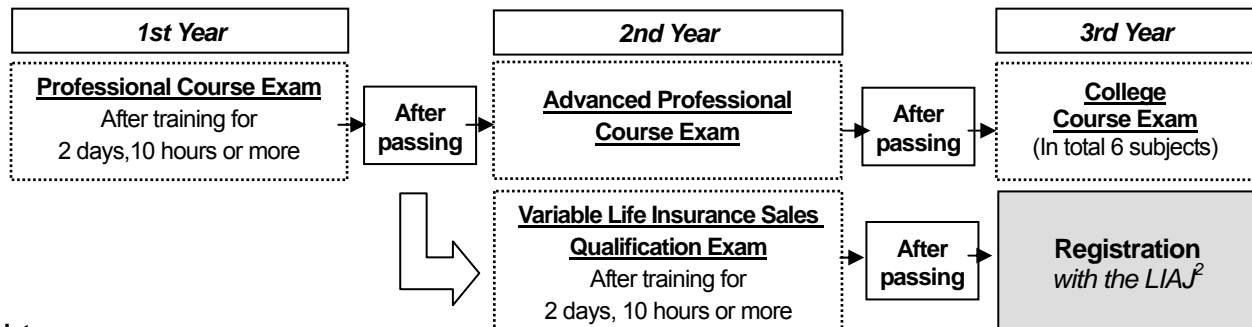 1st Year
2nd Year
3rd Year
Professional Course Exam
After training for
2 days,10 hours or more
After
passing
Advanced Professional
Course Exam
After
passing
College
Course Exam
(In total 6 subjects)
Variable Life Insurance Sales
Qualification Exam
After training for
2 days, 10 hours or more
After
passing
Registration
with the LIAJ²